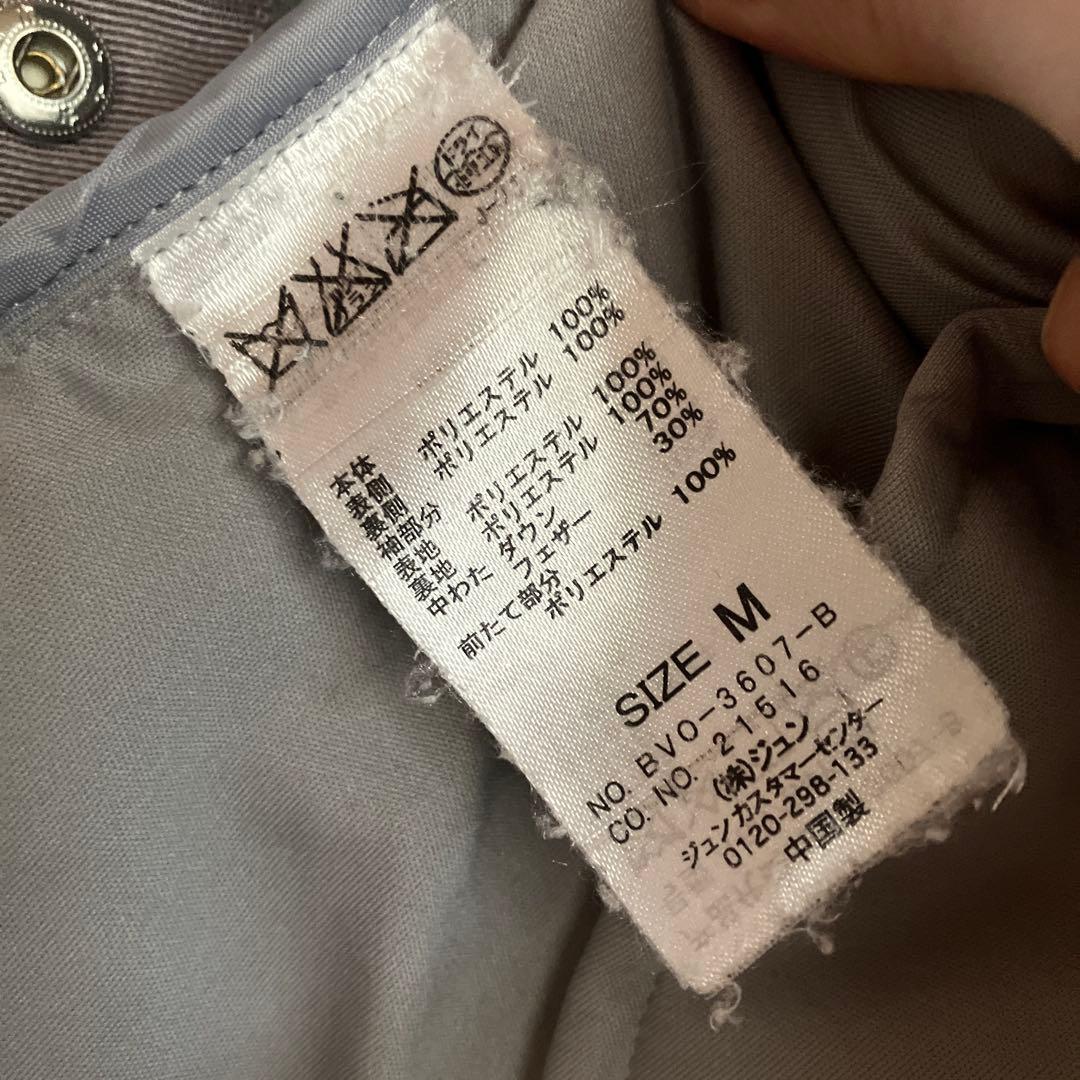 ドライ
本体
表側 ポリエステル 100%
裏側 ポリエステル 100%
袖部分
表地 ポリエステル 100%
裏地 ポリエステル 100%
中わた ダウン 70%
フェザー 30%
前たて部分
ポリエステル 100%
SIZE M
NO. BVO-3607-B
CO. NO. 21516
(株)ジュン
ジュンカスタマーセンター
0120-298-133
中国製